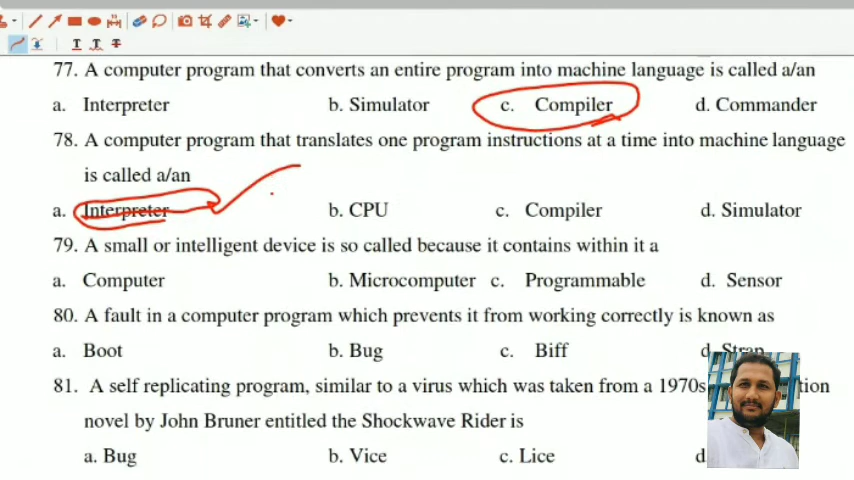 77. A computer program that converts an entire program into machine language is called a/an
a. Interpreter b. Simulator c. Compiler d. Commander
78. A computer program that translates one program instructions at a time into machine language
is called a/an
a. Interpreter b. CPU c. Compiler d. Simulator
79. A small or intelligent device is so called because it contains within it a
a. Computer b. Microcomputer c. Programmable d. Sensor
80. A fault in a computer program which prevents it from working correctly is known as
a. Boot b. Bug c. Biff d. Strap
81. A self replicating program, similar to a virus which was taken from a 1970s tion
novel by John Bruner entitled the Shockwave Rider is
a. Bug b. Vice c. Lice d